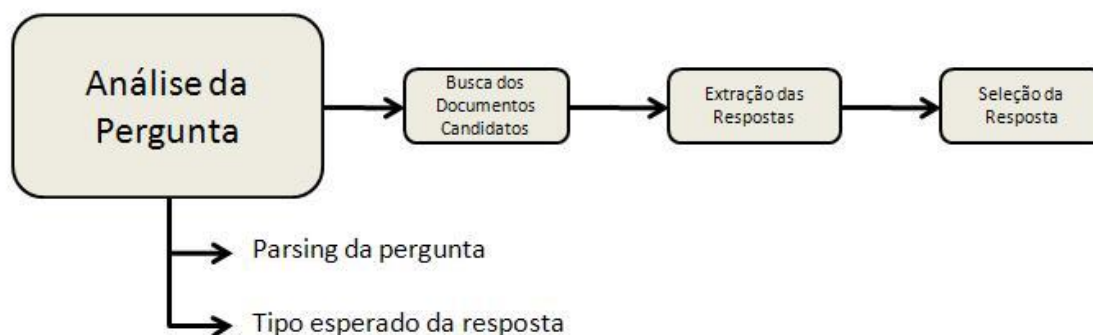 Análise da
Pergunta
Busca dos
Documentos
Candidatos
Extração das
Respostas
Seleção da
Resposta
Parsing da pergunta
Tipo esperado da resposta